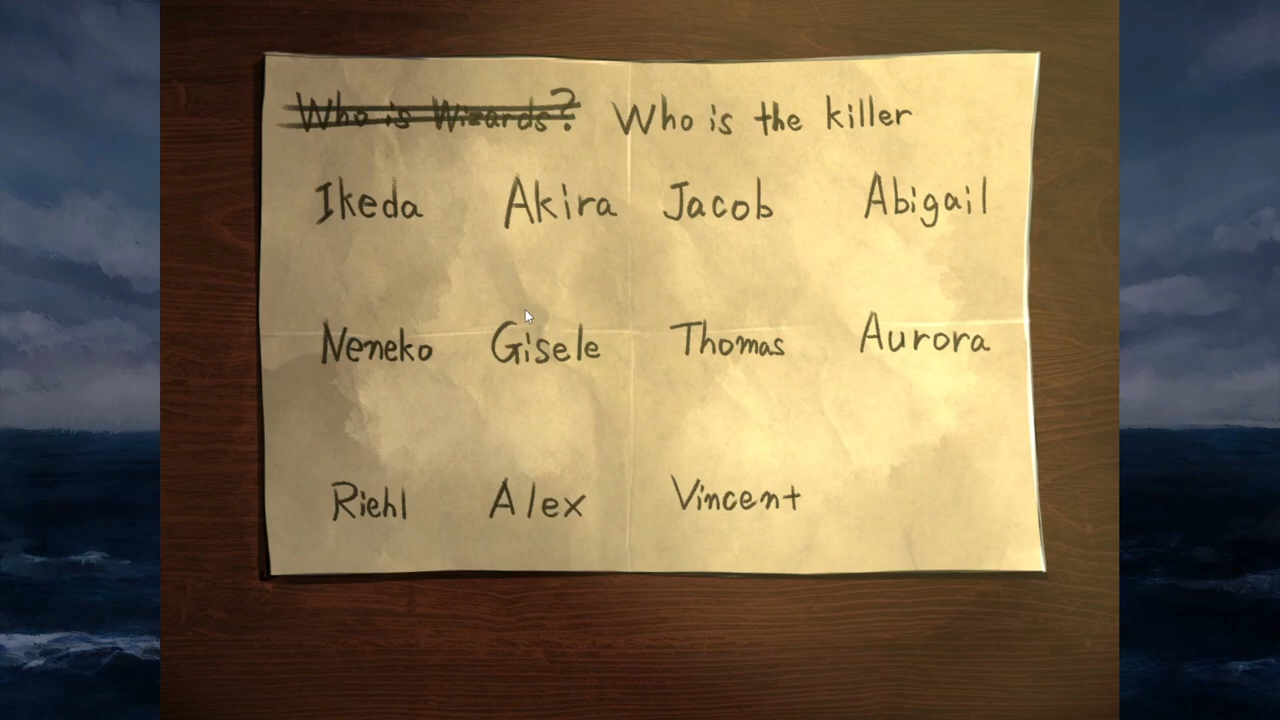 Who is Wizards? Who is the killer
Ikeda Akira Jacob Abigail
Neneko Gisele Thomas Aurora
Riehl Alex Vincent